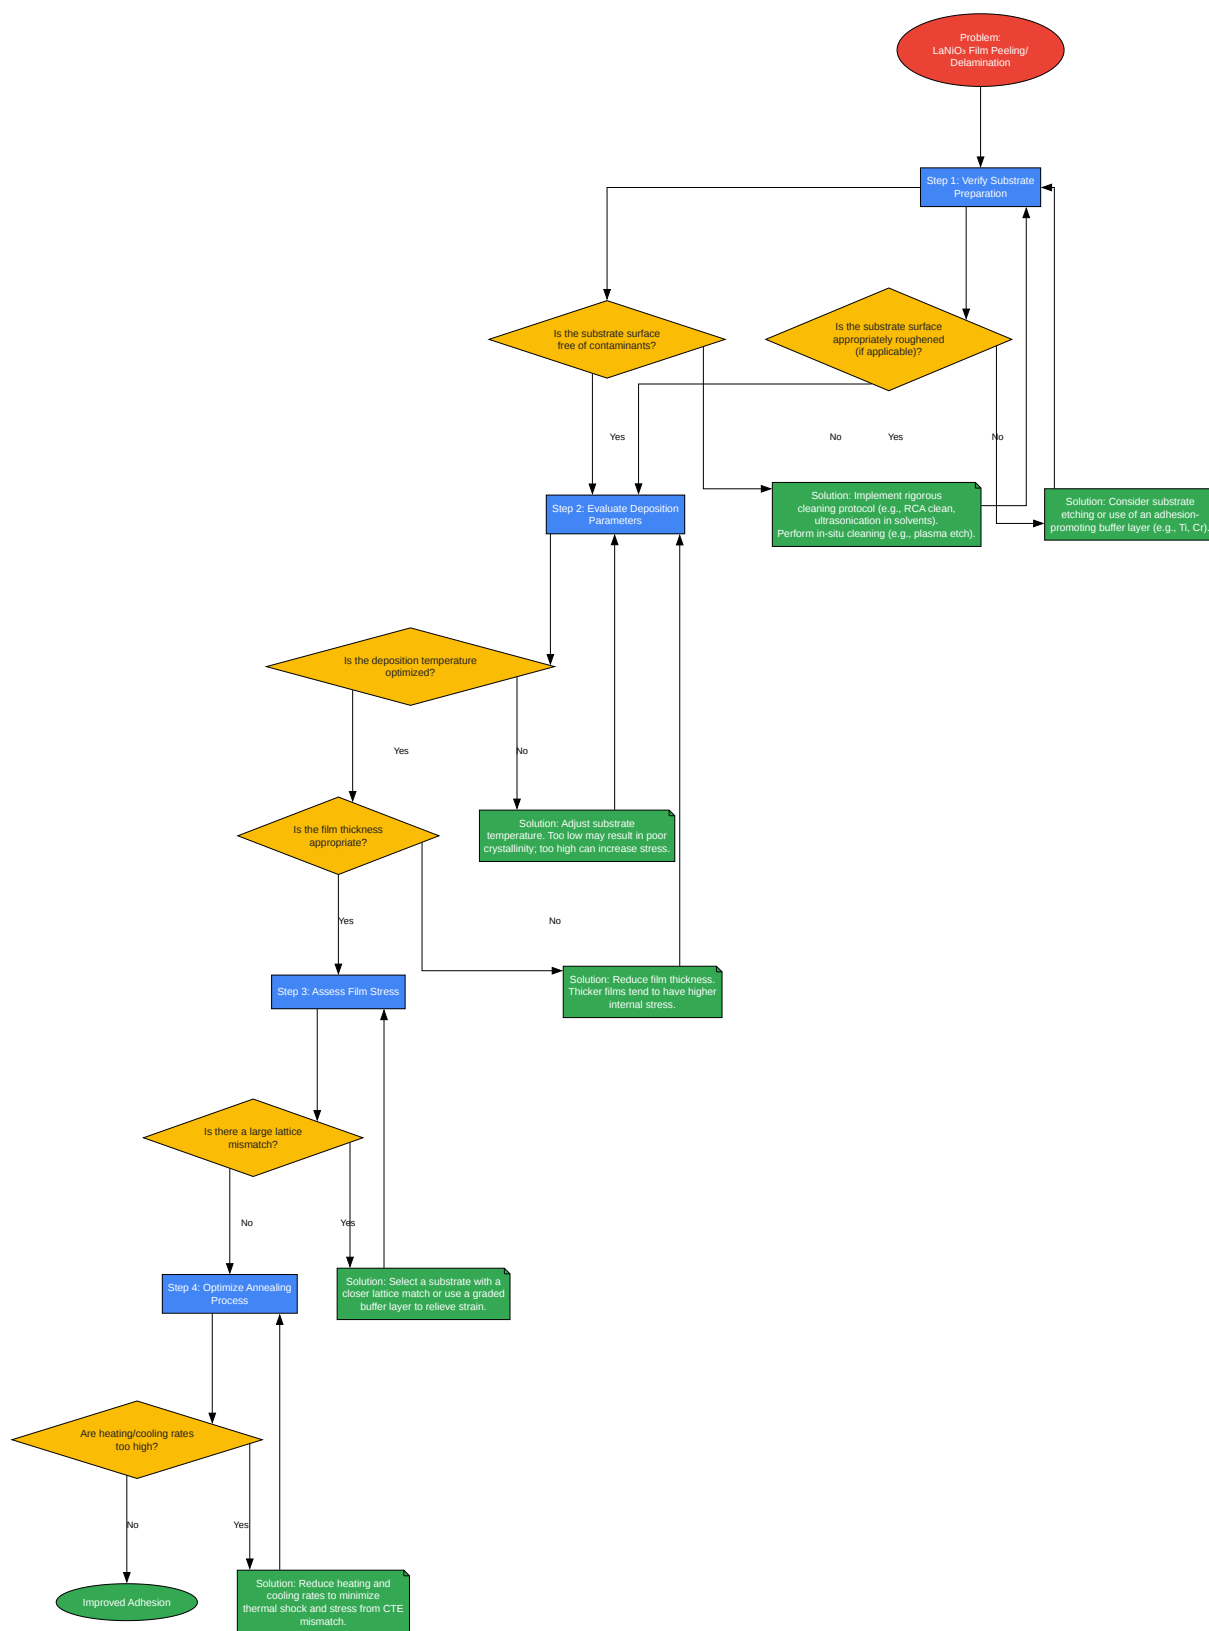 Problem:
LaNiO₃ Film Peeling/
Delamination
Step 1: Verify Substrate
Preparation
Is the substrate surface
free of contaminants?
Is the substrate surface
appropriately roughened
(if applicable)?
Yes
No
Yes
No
Step 2: Evaluate Deposition
Parameters
Solution: Implement rigorous
cleaning protocol (e.g., RCA clean,
ultrasonication in solvents).
Perform in-situ cleaning (e.g., plasma etch).
Solution: Consider substrate
etching or use of an adhesion-
promoting buffer layer (e.g., Ti, Cr).
Is the deposition temperature
optimized?
Yes
No
Is the film thickness
appropriate?
Solution: Adjust substrate
temperature. Too low may result in poor
crystallinity; too high can increase stress.
Yes
No
Step 3: Assess Film Stress
Solution: Reduce film thickness.
Thicker films tend to have higher
internal stress.
Is there a large lattice
mismatch?
No
Yes
Step 4: Optimize Annealing
Process
Solution: Select a substrate with a
closer lattice match or use a graded
buffer layer to relieve strain.
Are heating/cooling rates
too high?
No
Yes
Improved Adhesion
Solution: Reduce heating and
cooling rates to minimize
thermal shock and stress from CTE
mismatch.